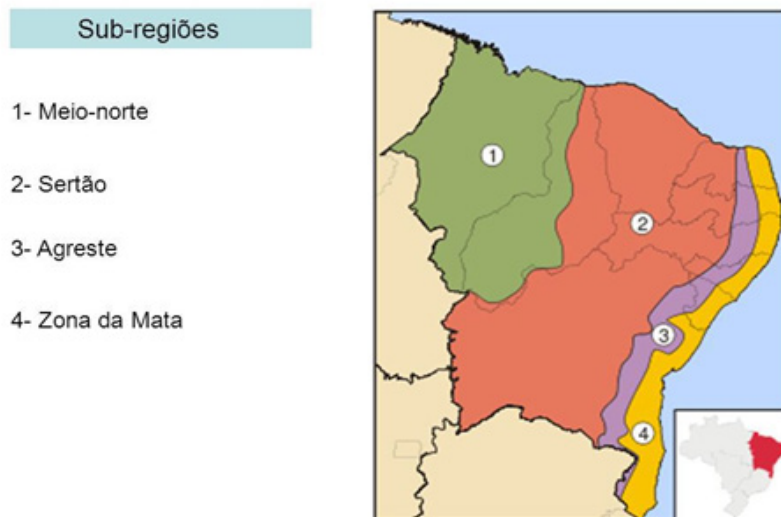 Sub-regiões
1- Meio-norte
2- Sertão
3- Agreste
4- Zona da Mata
1
2
3
4